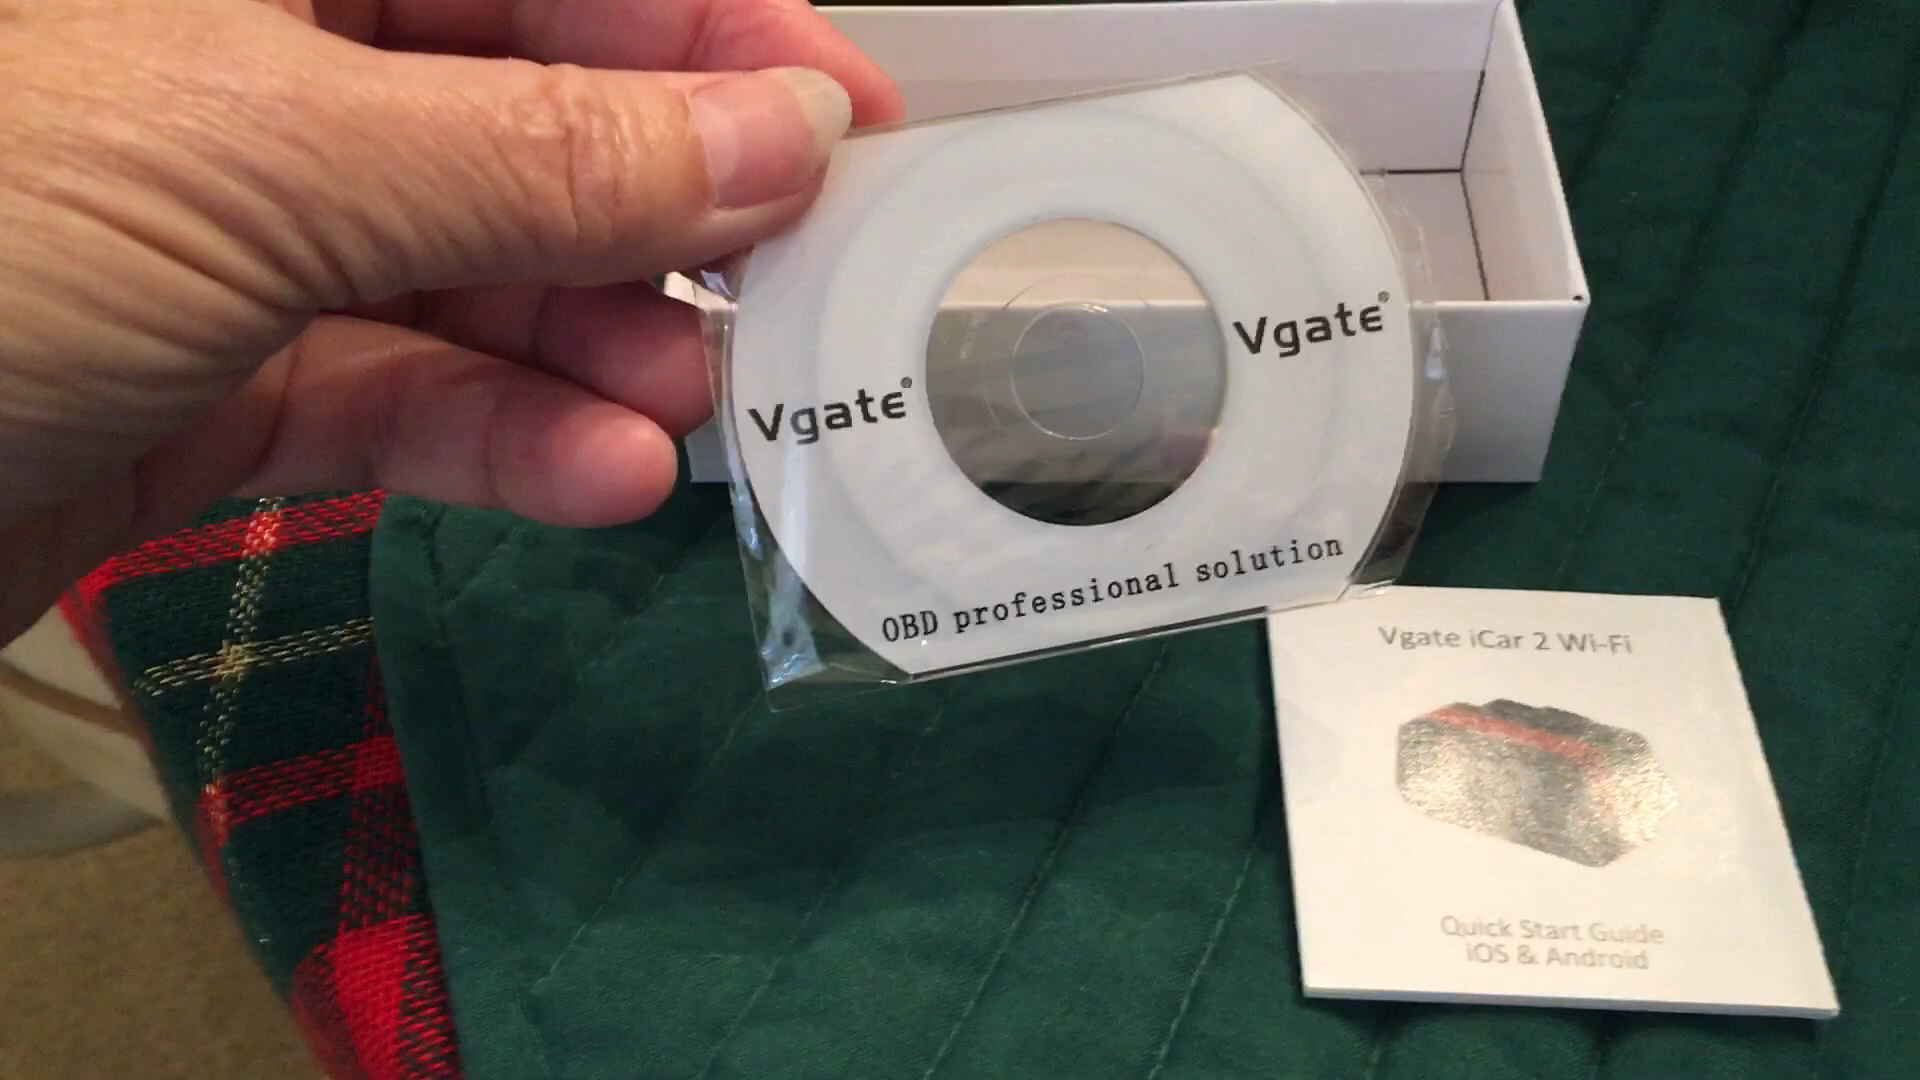 Vgate®
Vgate®
OBD professional solution
Vgate iCar 2 Wi-Fi
Quick Start Guide
iOS & Android